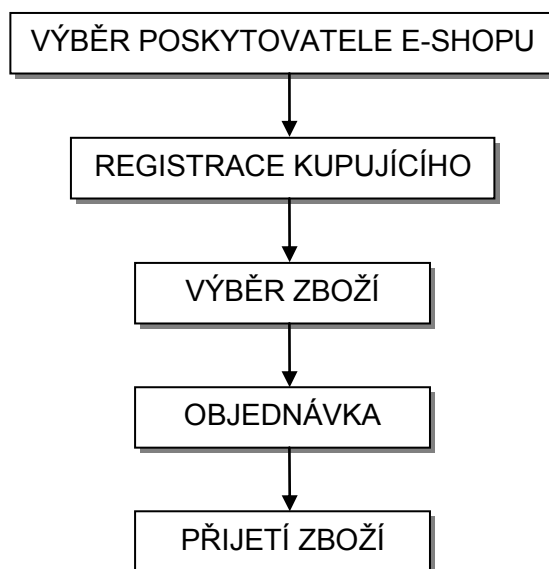 VÝBĚR POSKYTOVATELE E-SHOPU
REGISTRACE KUPUJÍCÍHO
VÝBĚR ZBOŽÍ
OBJEDNÁVKA
PŘIJETÍ ZBOŽÍ